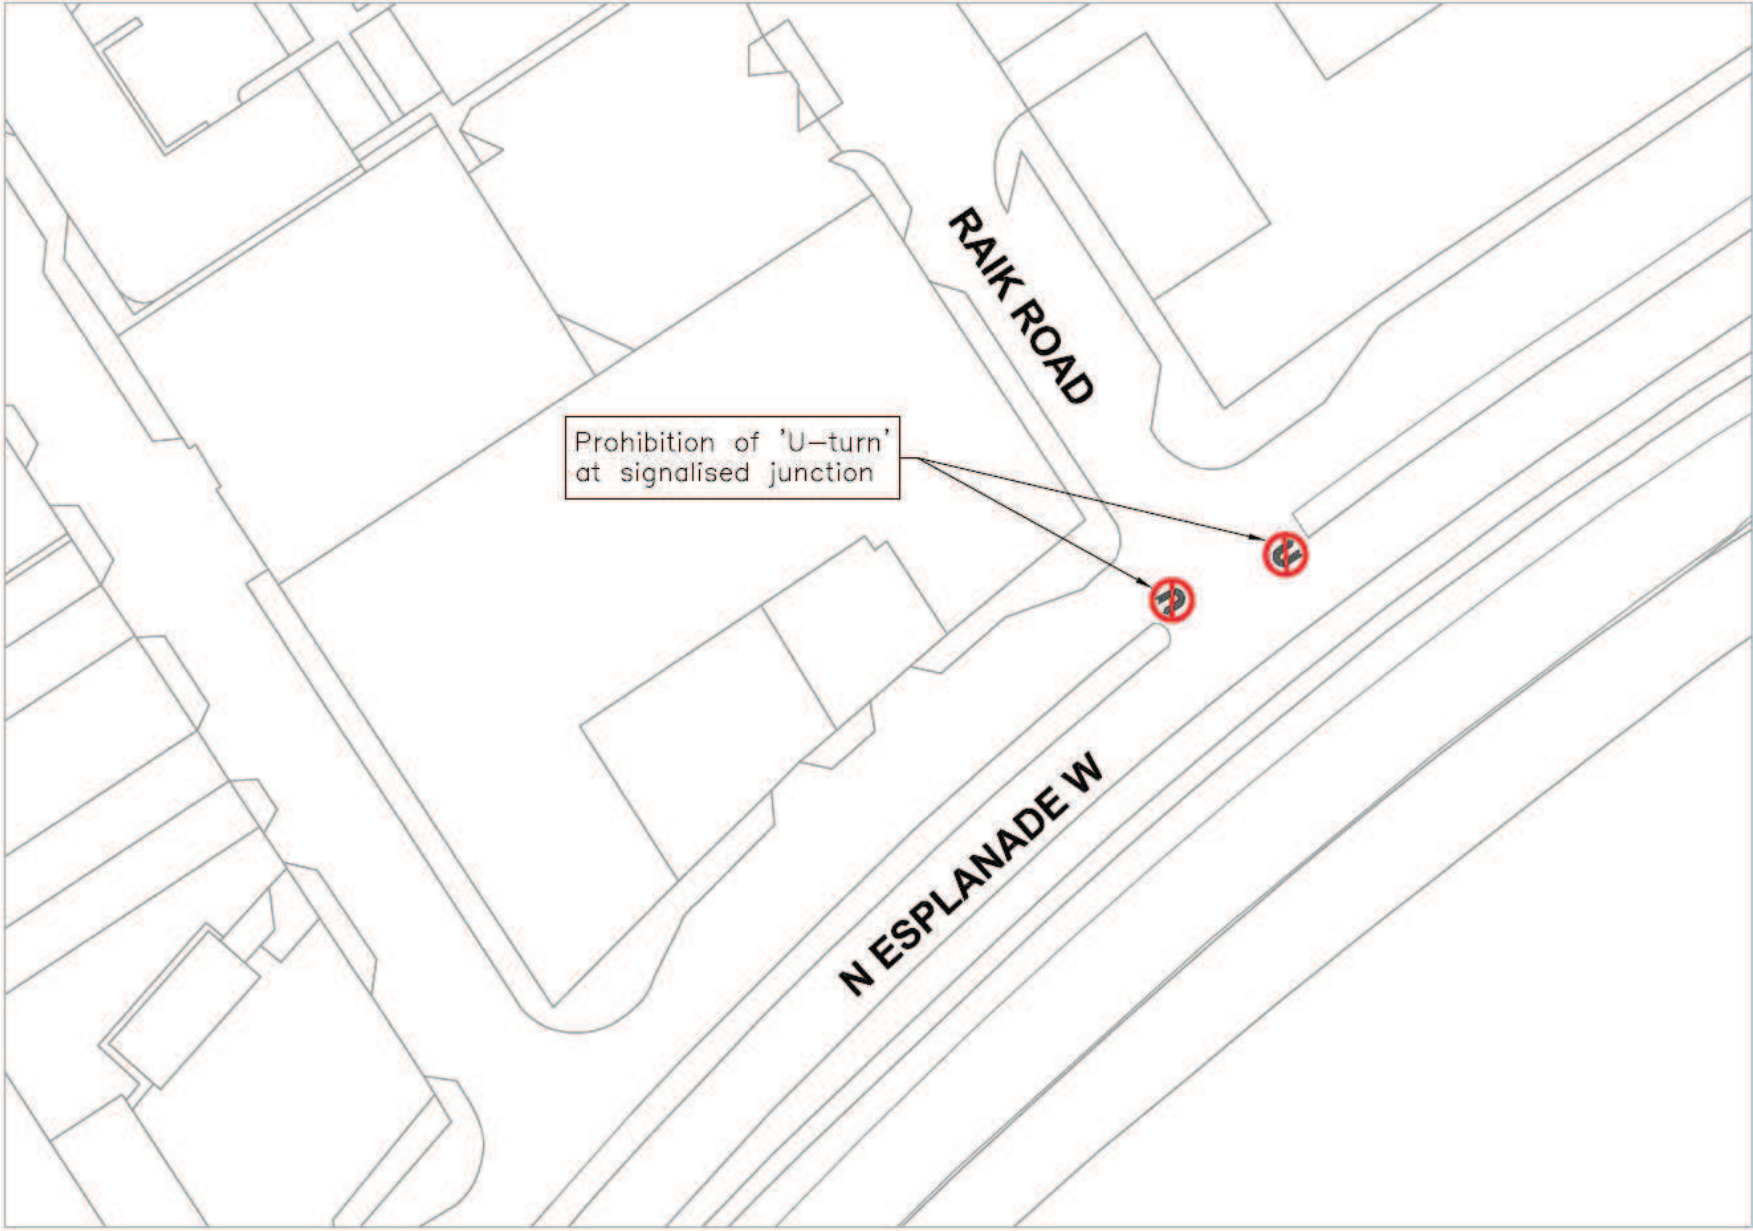 RAIK ROAD
Prohibition of 'U-turn'
at signalised junction
N ESPLANADE W